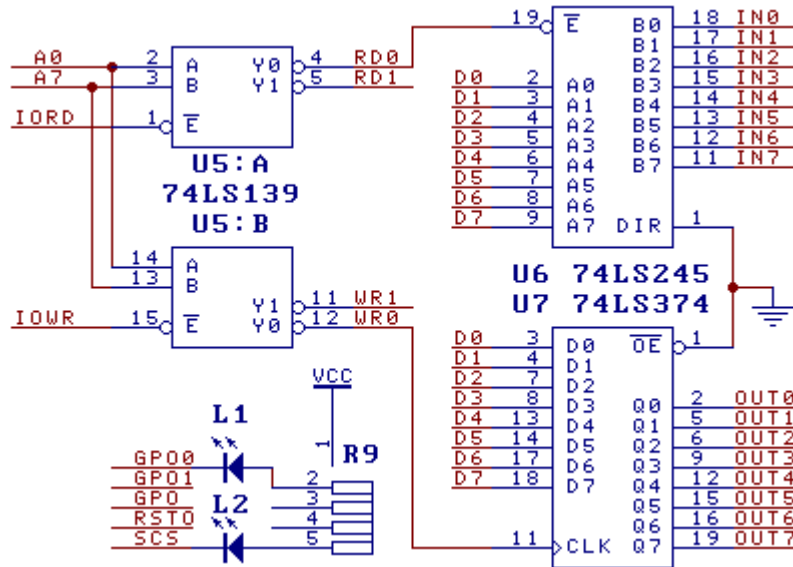 19 E B0 18 IN0
B1 17 IN1
A0 2 A Y0 4 RD0 B2 16 IN2
A7 3 B Y1 5 RD1 D0 2 A0 B3 15 IN3
D1 3 A1 B4 14 IN4
IORD 1 E D2 4 A2 B5 13 IN5
D3 5 A3 B6 12 IN6
U5:A D4 6 A4 B7 11 IN7
74LS139 D5 7 A5
U5:B D6 8 A6
D7 9 A7 DIR 1
14 A
13 B U6 74LS245
Y1 11 WR1 U7 74LS374
IOWR 15 E Y0 12 WR0
D0 3 D0 OE 1
D1 4 D1
VCC D2 7 D2
D3 8 D3 Q0 2 OUT0
L1 D4 13 D4 Q1 5 OUT1
1 R9 D5 14 D5 Q2 6 OUT2
GPO0 D6 17 D6 Q3 9 OUT3
GPO1 2 D7 18 D7 Q4 12 OUT4
GPO L2 3 Q5 15 OUT5
RSTO 4 Q6 16 OUT6
SCS 5 11 CLK Q7 19 OUT7